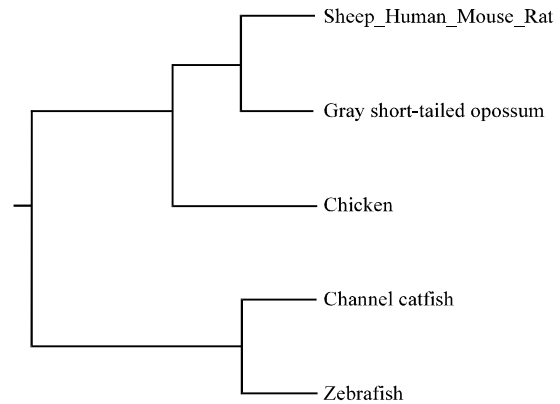 Sheep_Human_Mouse_Rat
Gray short-tailed opossum
Chicken
Channel catfish
Zebrafish